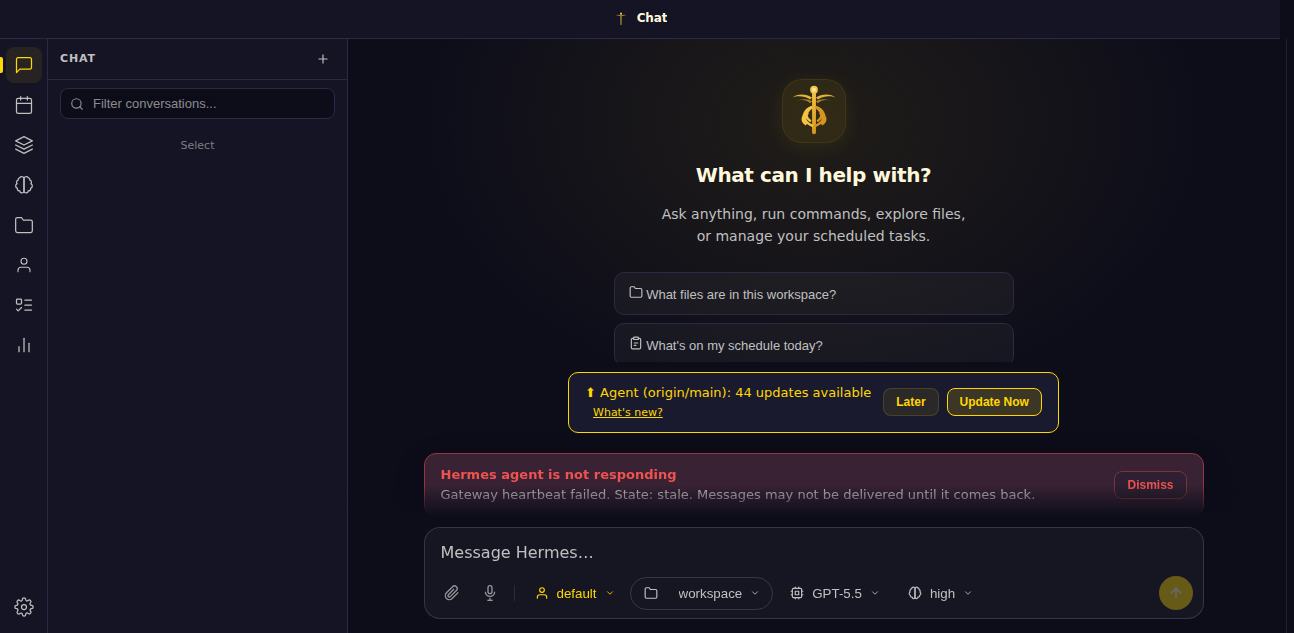 Chat
CHAT
Filter conversations...
Select
What can I help with?
Ask anything, run commands, explore files,
or manage your scheduled tasks.
What files are in this workspace?
What's on my schedule today?
Agent (origin/main): 44 updates available
What's new?
Later
Update Now
Hermes agent is not responding
Gateway heartbeat failed. State: stale. Messages may not be delivered until it comes back.
Dismiss
Message Hermes...
default
workspace
GPT-5.5
high